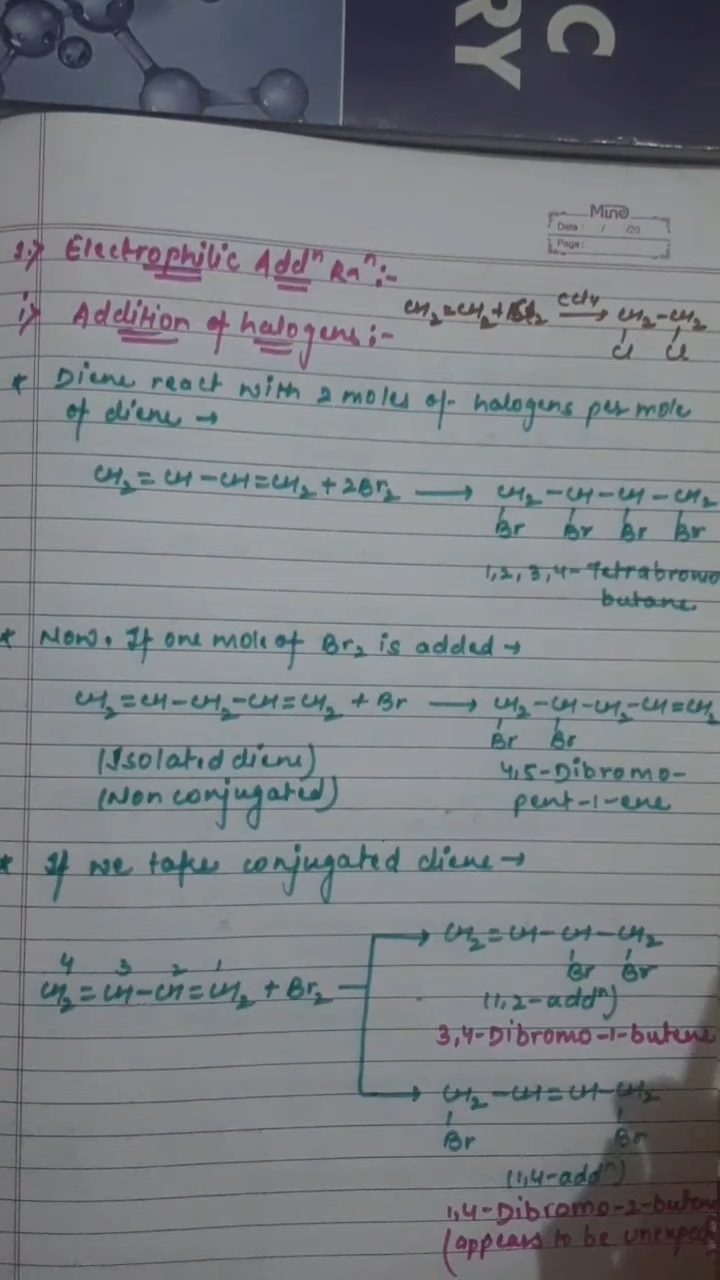 C
RY
Mino
Date : / /20
Page:
1.) Electrophilic Addⁿ Rxⁿ:-
i) Addition of halogens:-
CH₂=CH₂ + Cl₂ —CCl₄→ CH₂-CH₂
Cl Cl
* Diene react with 2 moles of halogens per mole
of diene →
CH₂=CH-CH=CH₂ + 2Br₂ ⟶ CH₂-CH-CH-CH₂
Br Br Br Br
1,2,3,4-Tetrabromo
butane.
* Now. If one mole of Br₂ is added →
CH₂=CH-CH₂-CH=CH₂ + Br ⟶ CH₂-CH-CH₂-CH=CH₂
Br Br
(Isolated diene) 4,5-Dibromo-
(Non conjugated) pent-1-ene
* If we take conjugated diene →
CH₂=CH-CH-CH₂
Br Br
4 3 2 1
CH₂=CH-CH=CH₂ + Br₂
(1,2-addⁿ)
3,4-Dibromo-1-butene
CH₂-CH=CH-CH₂
Br Br
(1,4-addⁿ)
1,4-Dibromo-2-buten
(appears to be unexpec